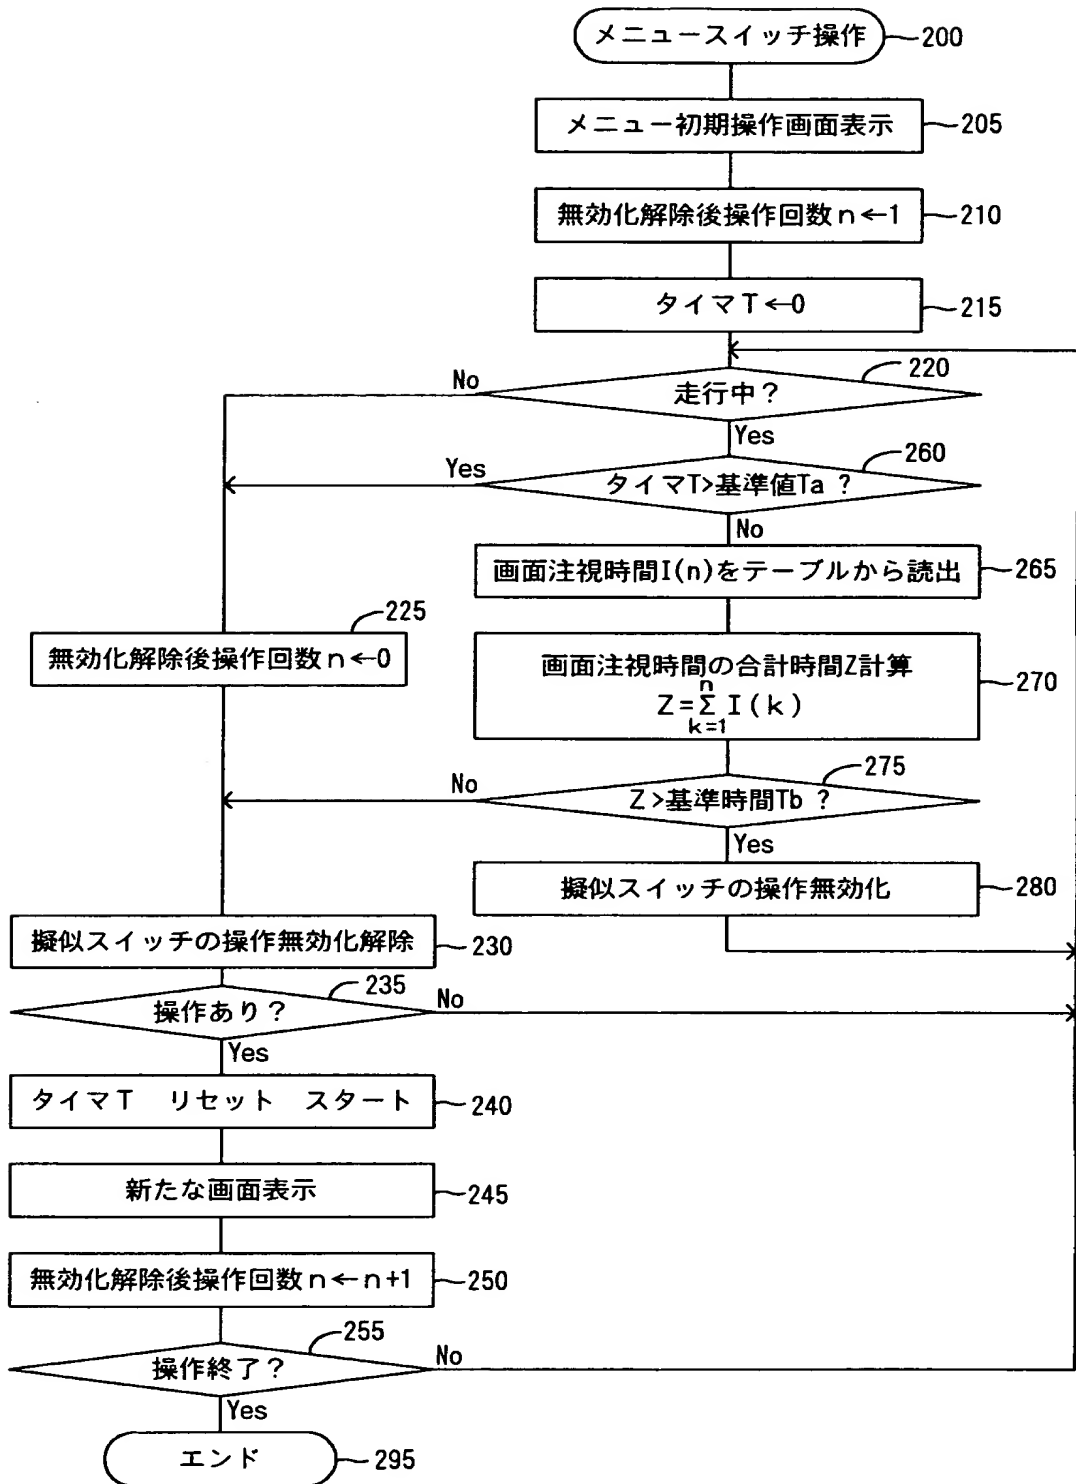 メニュースイッチ操作
200
メニュー初期操作画面表示
205
無効化解除後操作回数n←1
210
タイマT←0
215
走行中?
220
No
Yes
タイマT>基準値Ta ?
260
Yes
No
画面注視時間I(n)をテーブルから読出
265
無効化解除後操作回数n←0
225
画面注視時間の合計時間Z計算
n
Z=Σ I(k)
k=1
270
Z>基準時間Tb ?
275
No
Yes
擬似スイッチの操作無効化
280
擬似スイッチの操作無効化解除
230
操作あり?
235
No
Yes
タイマT リセット スタート
240
新たな画面表示
245
無効化解除後操作回数n←n+1
250
操作終了?
255
No
Yes
エンド
295